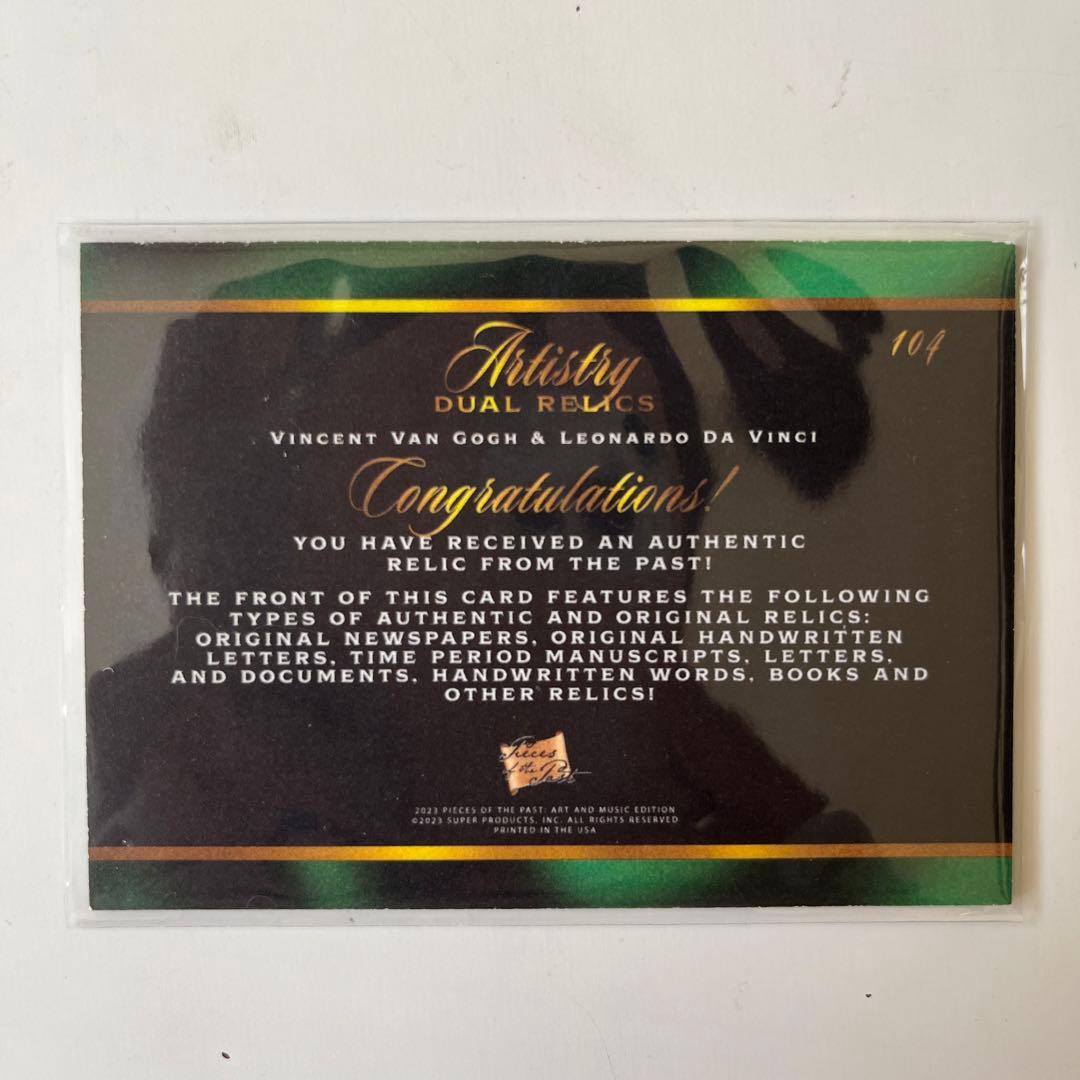 104
Artistry
DUAL RELICS
VINCENT VAN GOGH & LEONARDO DA VINCI
Congratulations!
YOU HAVE RECEIVED AN AUTHENTIC
RELIC FROM THE PAST!
THE FRONT OF THIS CARD FEATURES THE FOLLOWING
TYPES OF AUTHENTIC AND ORIGINAL RELICS:
ORIGINAL NEWSPAPERS, ORIGINAL HANDWRITTEN
LETTERS, TIME PERIOD MANUSCRIPTS, LETTERS,
AND DOCUMENTS, HANDWRITTEN WORDS, BOOKS AND
OTHER RELICS!
Pieces
of the Past
2023 PIECES OF THE PAST: ART AND MUSIC EDITION
©2023 SUPER PRODUCTS, INC. ALL RIGHTS RESERVED
PRINTED IN THE USA